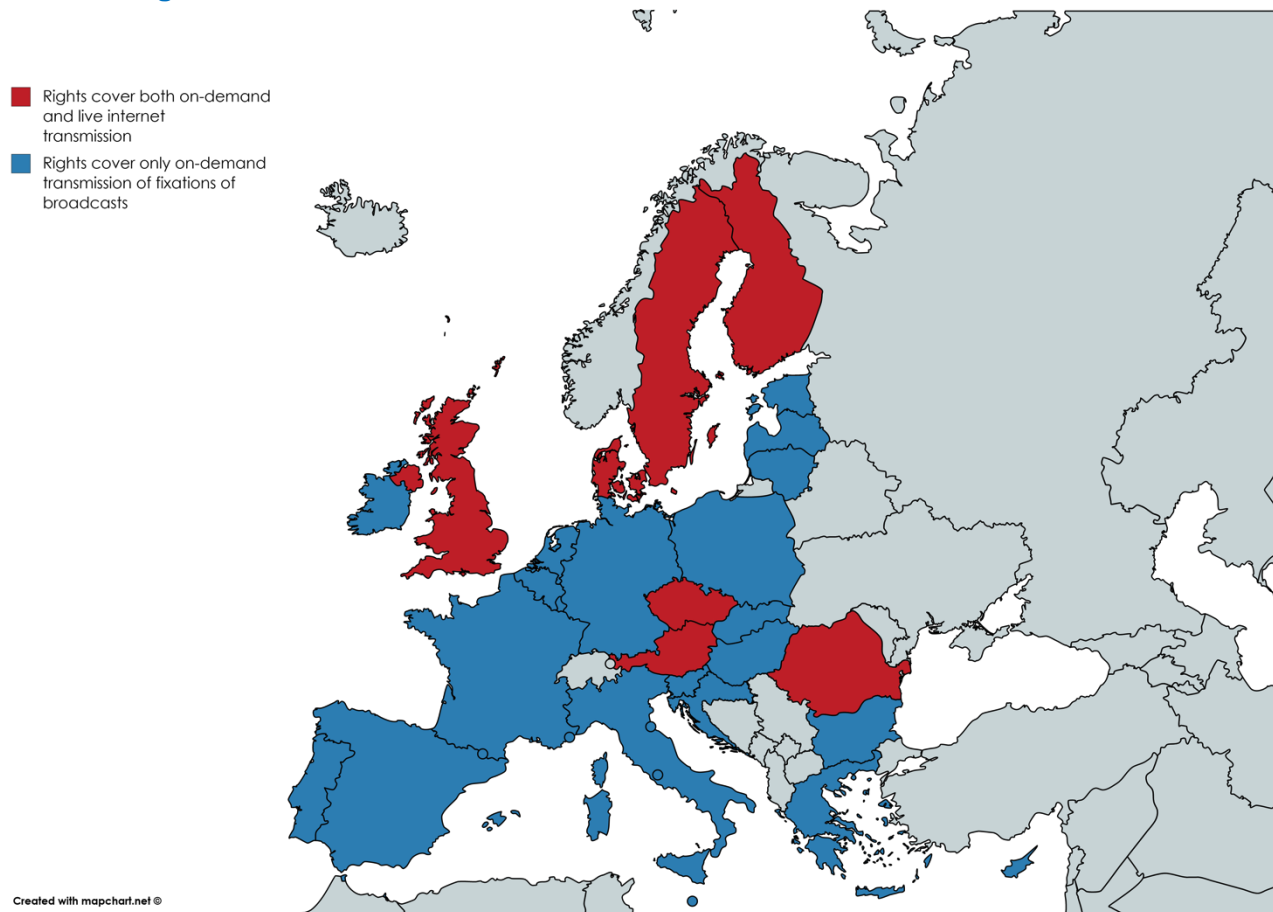 Rights cover both on-demand
and live internet
transmission
Rights cover only on-demand
transmission of fixations of
broadcasts
Created with mapchart.net ©